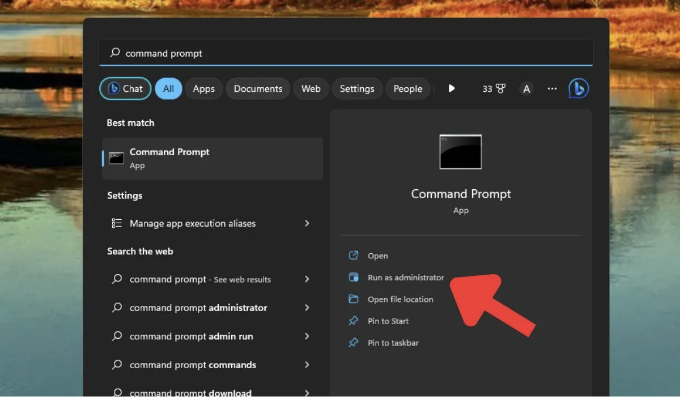 command prompt
Chat All Apps Documents Web Settings People 33 A ...
Best match
Command Prompt
App
Settings
Manage app execution aliases
Search the web
command prompt - See web results
command prompt administrator
command prompt admin run
command prompt commands
command prompt download
Command Prompt
App
Open
Run as administrator
Open file location
Pin to Start
Pin to taskbar